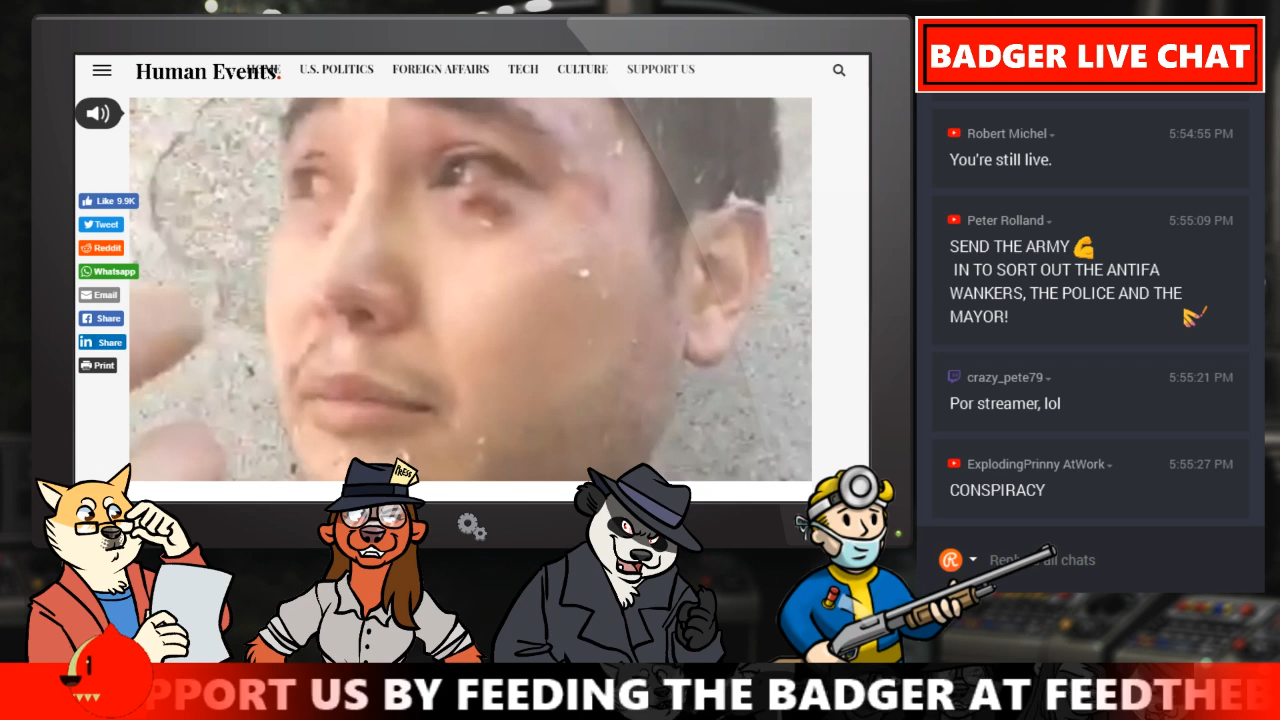 BADGER LIVE CHAT
Human Events.
U.S. POLITICS
FOREIGN AFFAIRS
TECH
CULTURE
SUPPORT US
Like 9.9K
Tweet
Reddit
Whatsapp
Email
Share
Share
Print
Robert Michel
5:54:55 PM
You're still live.
Peter Rolland
5:55:09 PM
SEND THE ARMY
IN TO SORT OUT THE ANTIFA
WANKERS, THE POLICE AND THE
MAYOR!
crazy_pete79
5:55:21 PM
Por streamer, lol
ExplodingPrinny AtWork
5:55:27 PM
CONSPIRACY
all chats
PRESS
PPORT US BY FEEDING THE BADGER AT FEEDTHEB